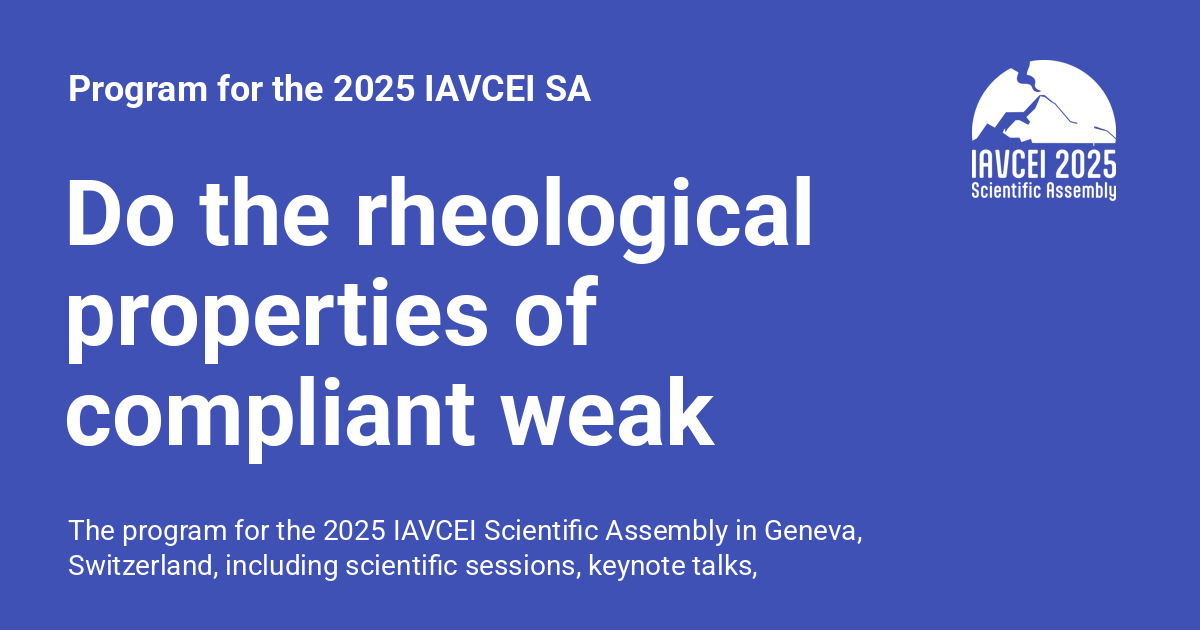 Program for the 2025 IAVCEI SA
IAVCEI 2025
Scientific Assembly
Do the rheological
properties of
compliant weak
The program for the 2025 IAVCEI Scientific Assembly in Geneva,
Switzerland, including scientific sessions, keynote talks,